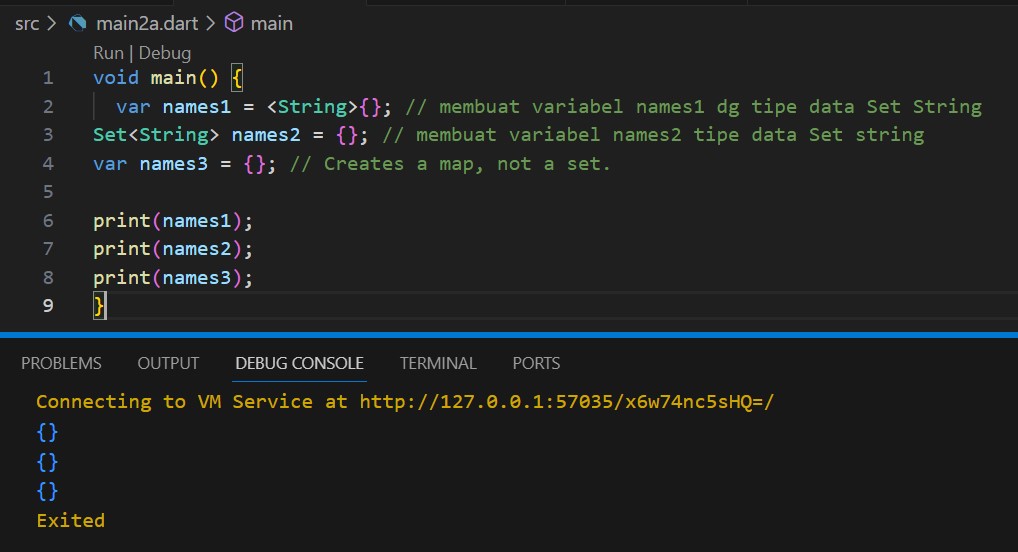 src > main2a.dart > main
Run | Debug
1 void main() {
2 var names1 = <String>{}; // membuat variabel names1 dg tipe data Set String
3 Set<String> names2 = {}; // membuat variabel names2 tipe data Set string
4 var names3 = {}; // Creates a map, not a set.
5
6 print(names1);
7 print(names2);
8 print(names3);
9 }
PROBLEMS OUTPUT DEBUG CONSOLE TERMINAL PORTS
Connecting to VM Service at http://127.0.0.1:57035/x6w74nc5sHQ=/
{}
{}
{}
Exited